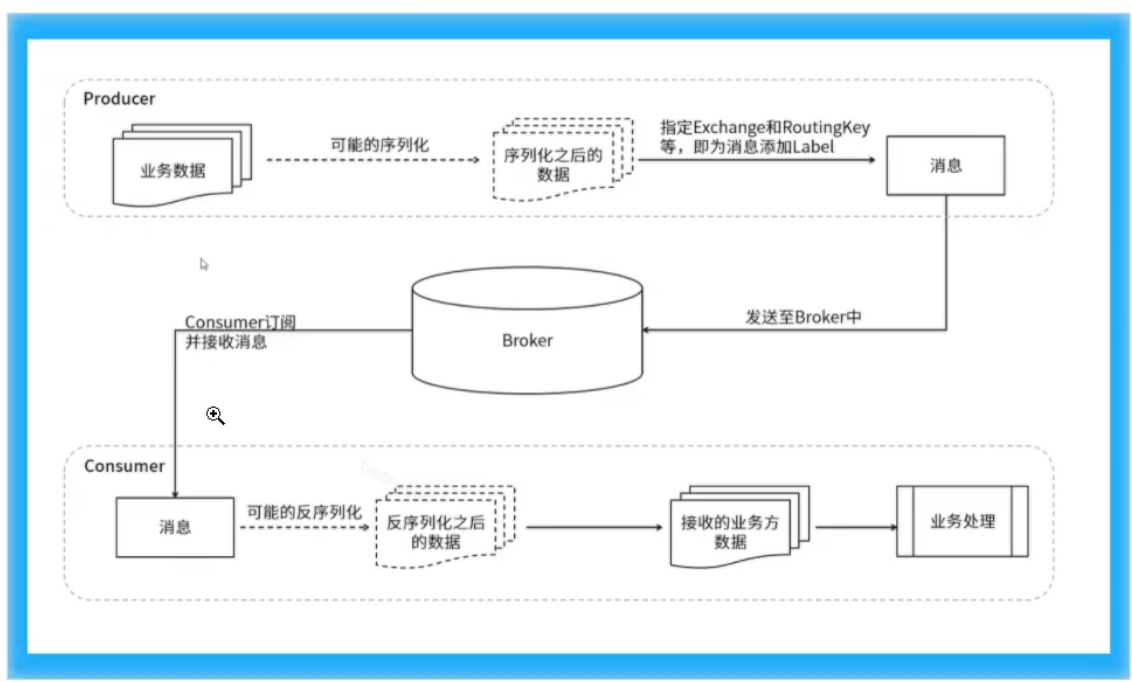 Producer
业务数据
可能的序列化
序列化之后的
数据
指定Exchange和RoutingKey
等，即为消息添加Label
消息
Consumer订阅
并接收消息
Broker
发送至Broker中
Consumer
消息
可能的反序列化
反序列化之后
的数据
接收的业务方
数据
业务处理